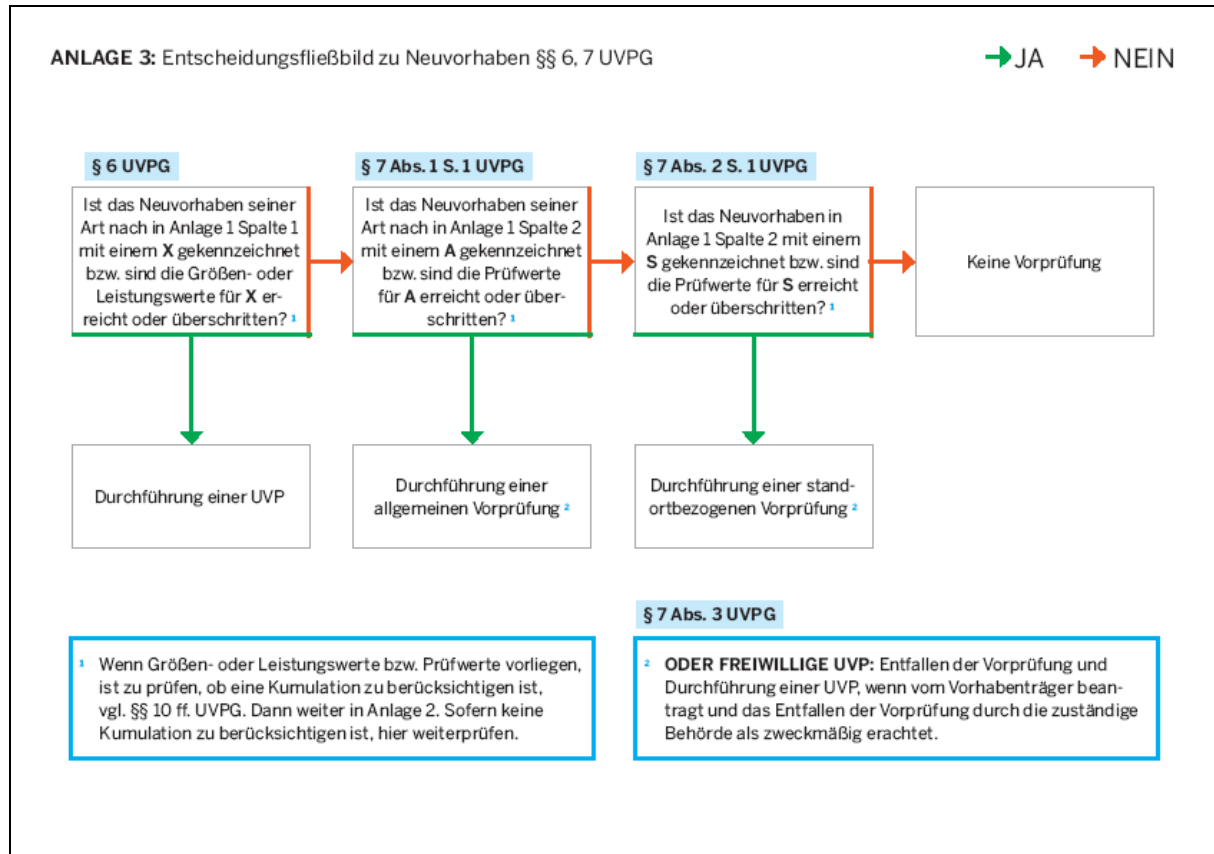 ANLAGE 3: Entscheidungsfließbild zu Neuvorhaben §§ 6, 7 UVPG
JA
NEIN
§ 6 UVPG
Ist das Neuvorhaben seiner
Art nach in Anlage 1 Spalte 1
mit einem X gekennzeichnet
bzw. sind die Größen- oder
Leistungswerte für X er-
reicht oder überschritten? ¹
§ 7 Abs. 1 S. 1 UVPG
Ist das Neuvorhaben seiner
Art nach in Anlage 1 Spalte 2
mit einem A gekennzeichnet
bzw. sind die Prüfwerte
für A erreicht oder über-
schritten? ¹
§ 7 Abs. 2 S. 1 UVPG
Ist das Neuvorhaben in
Anlage 1 Spalte 2 mit einem
S gekennzeichnet bzw. sind
die Prüfwerte für S erreicht
oder überschritten? ¹
Keine Vorprüfung
Durchführung einer UVP
Durchführung einer
allgemeinen Vorprüfung ²
Durchführung einer stand-
ortbezogenen Vorprüfung ²
¹ Wenn Größen- oder Leistungswerte bzw. Prüfwerte vorliegen,
ist zu prüfen, ob eine Kumulation zu berücksichtigen ist,
vgl. §§ 10 ff. UVPG. Dann weiter in Anlage 2. Sofern keine
Kumulation zu berücksichtigen ist, hier weiterprüfen.
§ 7 Abs. 3 UVPG
² ODER FREIWILLIGE UVP: Entfallen der Vorprüfung und
Durchführung einer UVP, wenn vom Vorhabenträger bean-
tragt und das Entfallen der Vorprüfung durch die zuständige
Behörde als zweckmäßig erachtet.